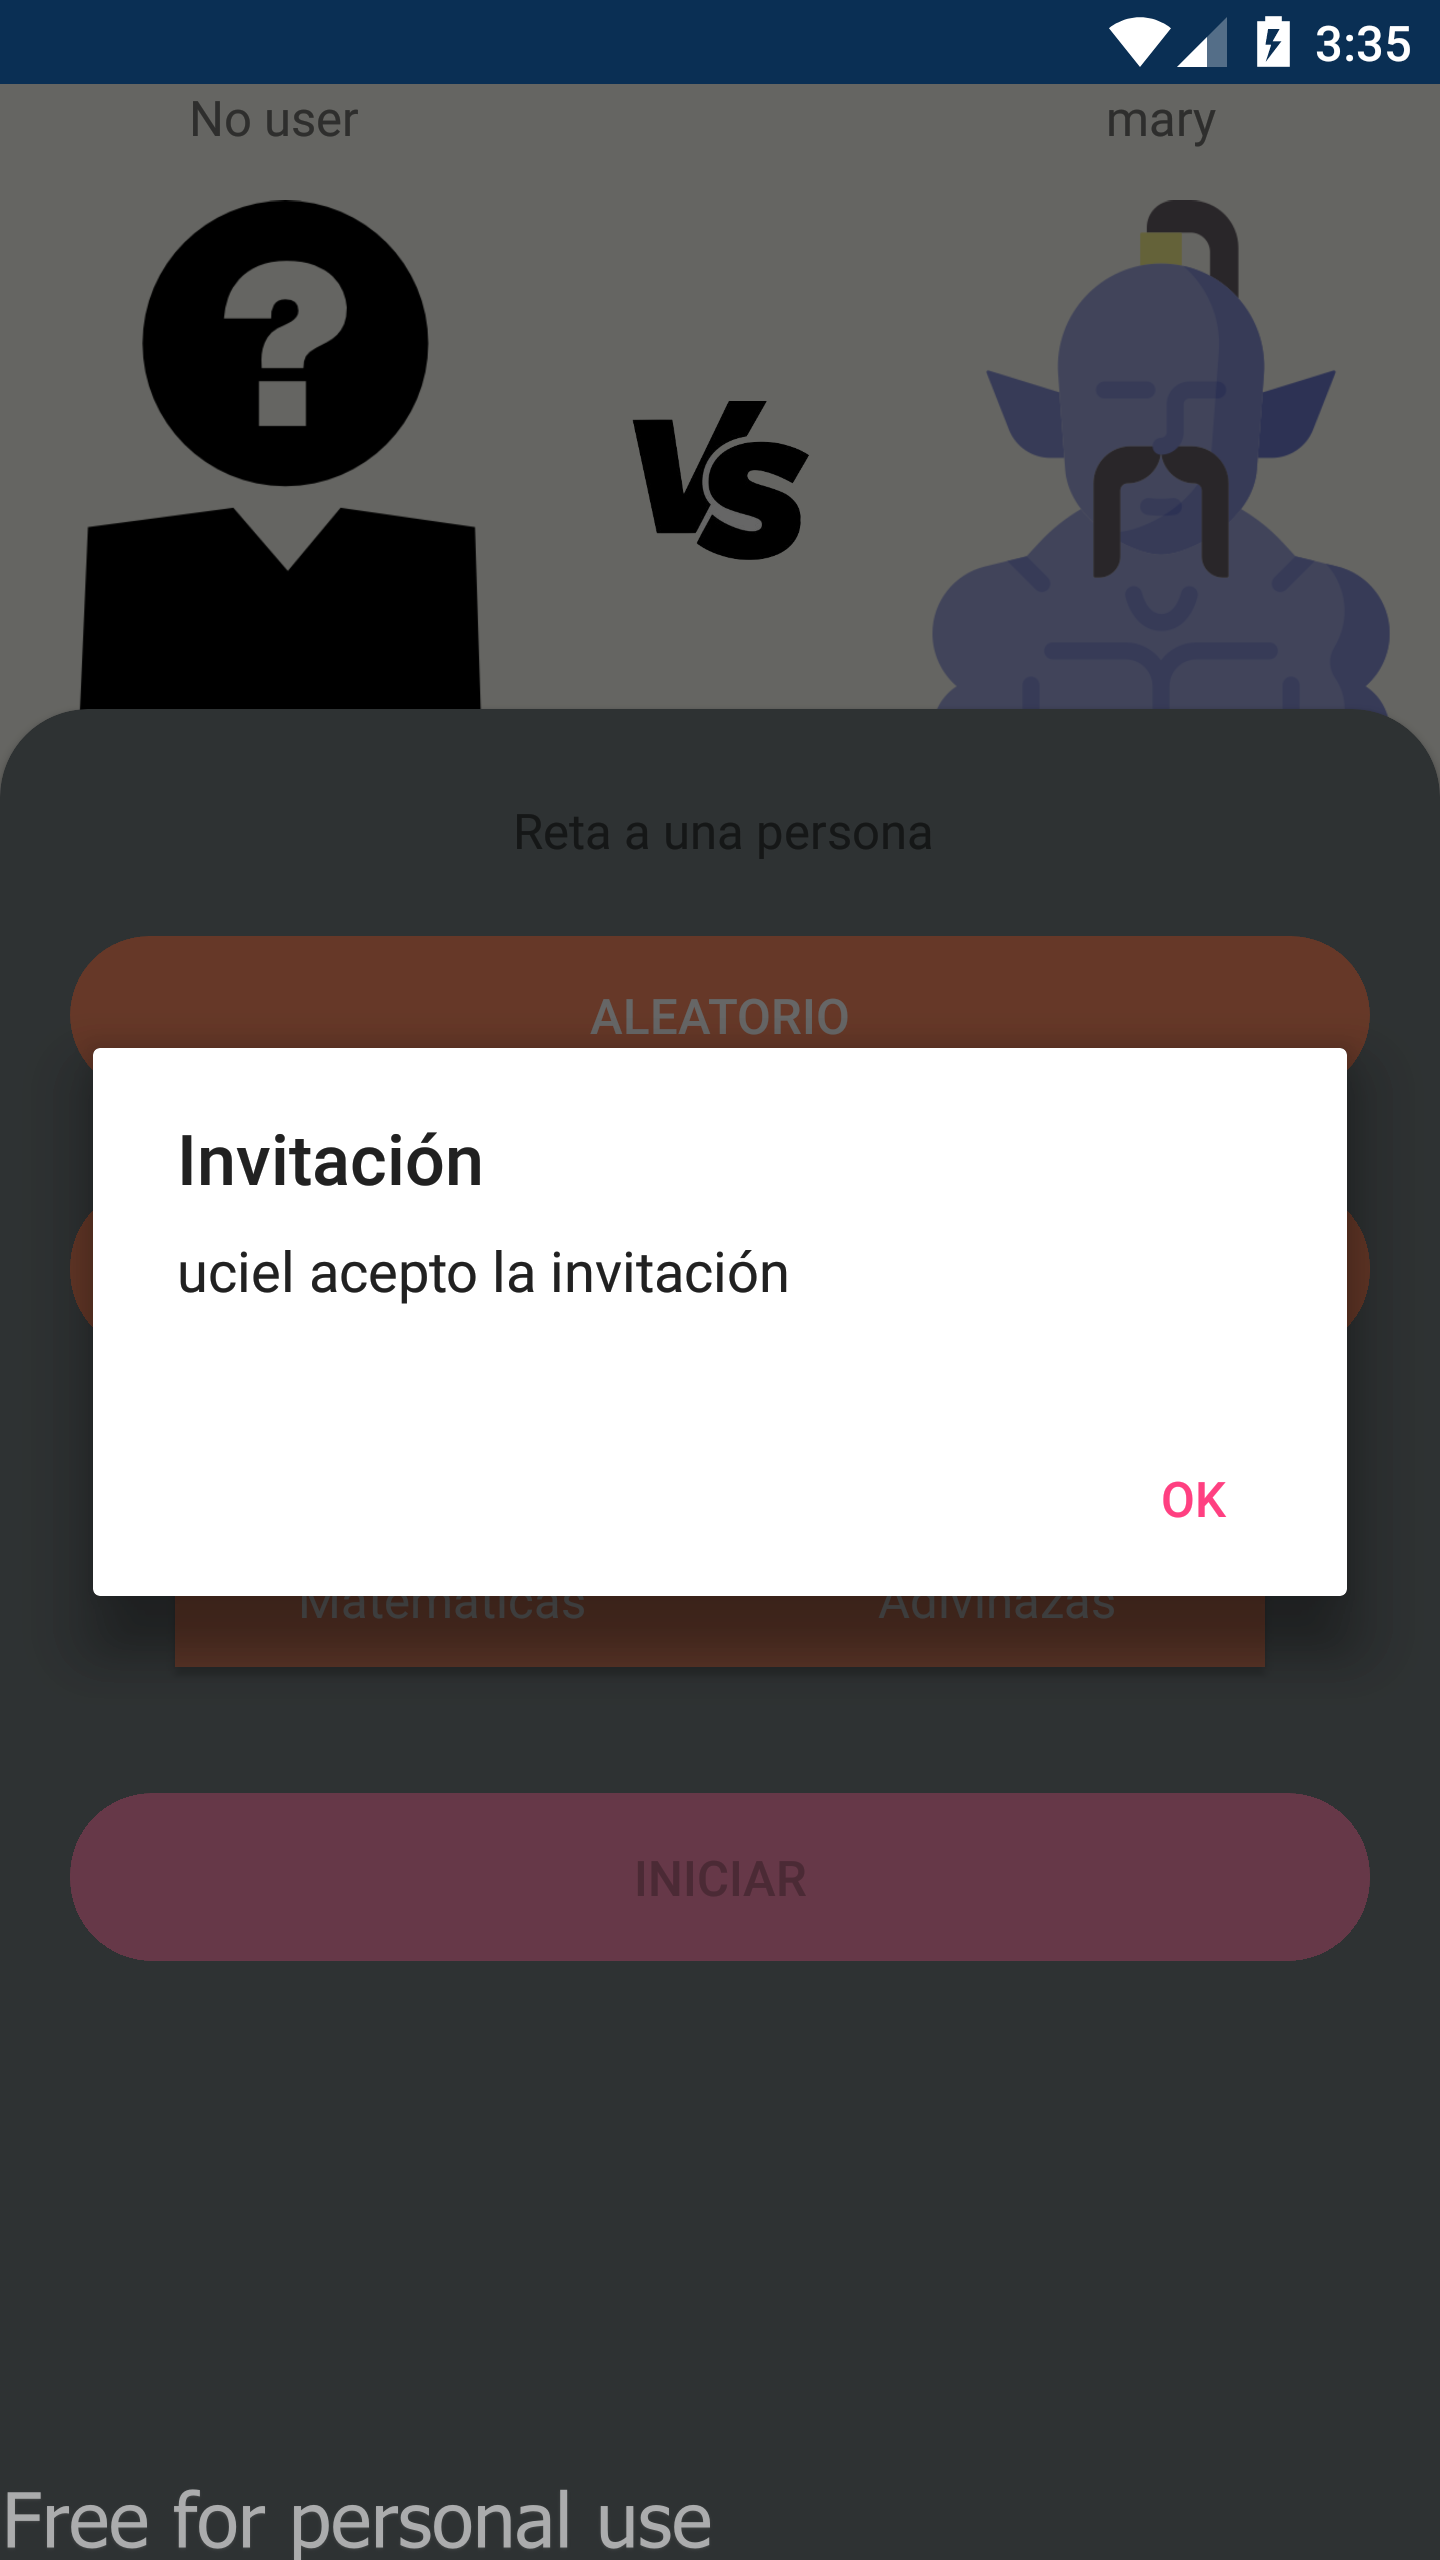 3:35
No user
mary
VS
Reta a una persona
ALEATORIO
Invitación
uciel acepto la invitación
OK
Matemáticas
Adivinazas
INICIAR
Free for personal use